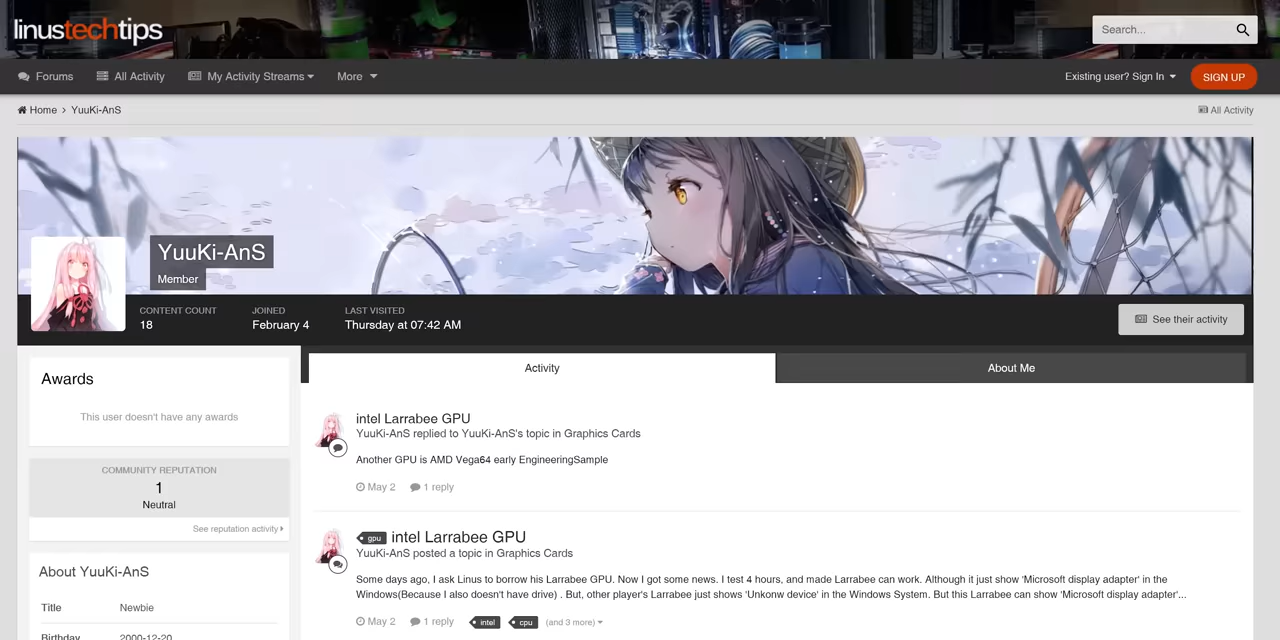 linustechtips
Search...
Forums
All Activity
My Activity Streams
More
Existing user? Sign In
SIGN UP
Home › YuuKi-AnS
All Activity
YuuKi-AnS
Member
CONTENT COUNT
18
JOINED
February 4
LAST VISITED
Thursday at 07:42 AM
See their activity
Awards
This user doesn't have any awards
COMMUNITY REPUTATION
1
Neutral
See reputation activity
About YuuKi-AnS
Title Newbie
Birthday 2000-12-20
Activity
About Me
intel Larrabee GPU
YuuKi-AnS replied to YuuKi-AnS's topic in Graphics Cards
Another GPU is AMD Vega64 early EngineeringSample
May 2 1 reply
gpu intel Larrabee GPU
YuuKi-AnS posted a topic in Graphics Cards
Some days ago, I ask Linus to borrow his Larrabee GPU. Now I got some news. I test 4 hours, and made Larrabee can work. Although it just show 'Microsoft display adapter' in the
Windows(Because I also doesn't have drive) . But, other player's Larrabee just shows 'Unkonw device' in the Windows System. But this Larrabee can show 'Microsoft display adapter'...
May 2 1 reply intel cpu (and 3 more)